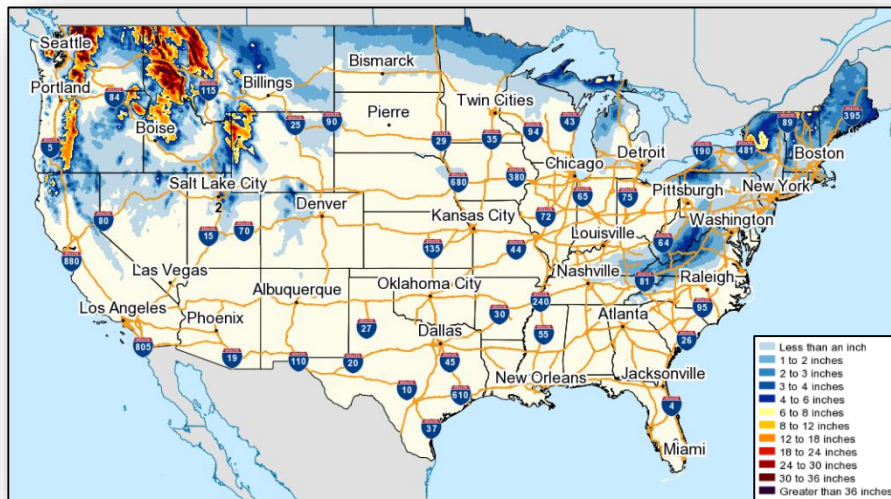 Seattle
Portland
84
115
Billings
Bismarck
Twin Cities
Pierre
Boise
5
25
90
29
35
94
43
190
481
89
395
Boston
Detroit
Chicago
Salt Lake City
2
680
380
65
75
Pittsburgh
New York
80
15
70
Denver
Kansas City
72
Louisville
64
Washington
880
Las Vegas
135
44
Nashville
81
Raleigh
Los Angeles
Phoenix
Albuquerque
Oklahoma City
240
30
95
27
Dallas
55
Atlanta
26
805
19
110
20
45
New Orleans
Jacksonville
10
610
37
4
Miami
Less than an inch
1 to 2 inches
2 to 3 inches
3 to 4 inches
4 to 6 inches
6 to 8 inches
8 to 12 inches
12 to 18 inches
18 to 24 inches
24 to 30 inches
30 to 36 inches
Greater than 36 inches